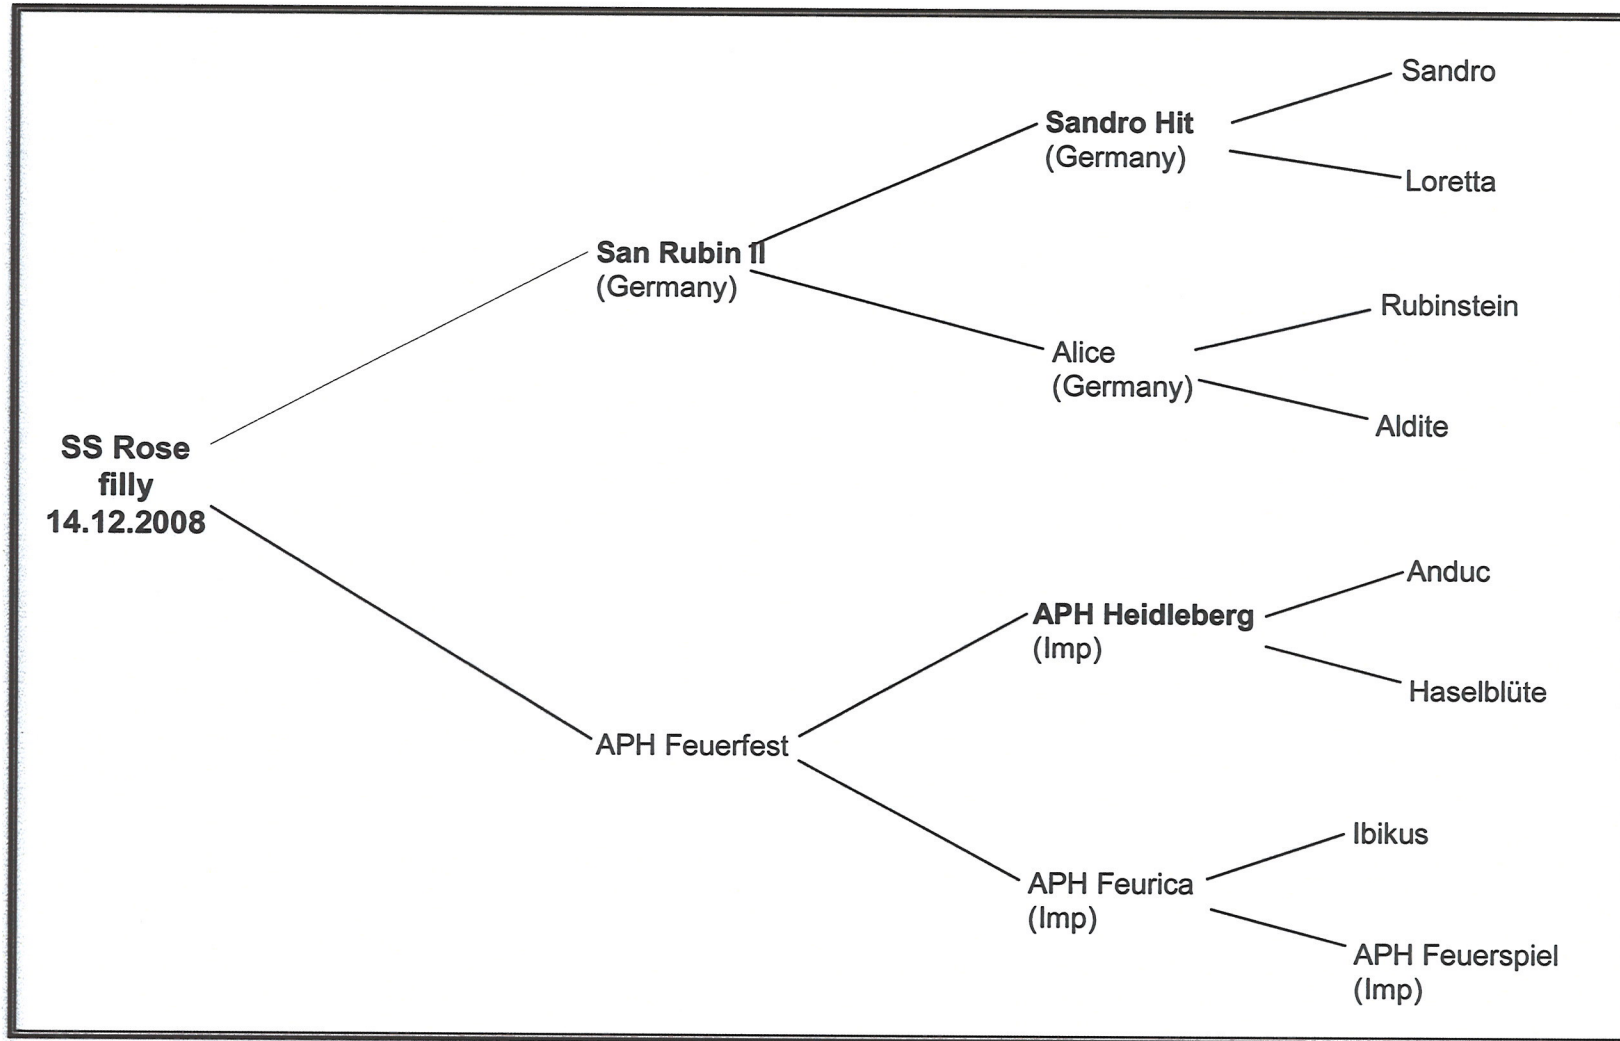 Sandro
Sandro Hit
(Germany)
Loretta
San Rubin II
(Germany)
Rubinstein
Alice
(Germany)
Aldite
SS Rose
filly
14.12.2008
Anduc
APH Heidleberg
(Imp)
Haselblüte
APH Feuerfest
Ibikus
APH Feurica
(Imp)
APH Feuerspiel
(Imp)